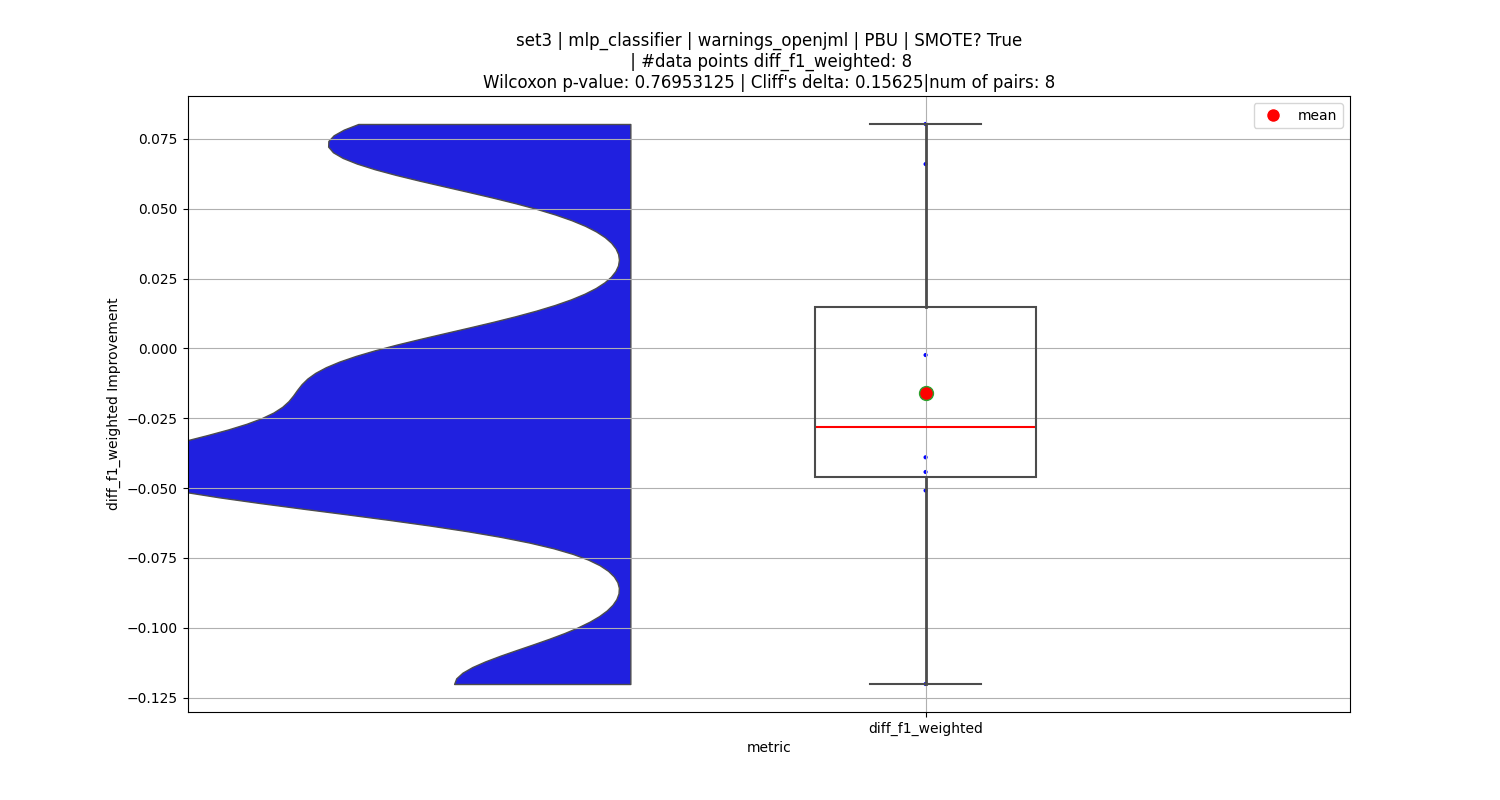 set3 | mlp_classifier | warnings_openjml | PBU | SMOTE? True
| #data points diff_f1_weighted: 8
Wilcoxon p-value: 0.76953125 | Cliff's delta: 0.15625|num of pairs: 8
mean
0.075
0.050
0.025
0.000
−0.025
−0.050
−0.075
−0.100
−0.125
diff_f1_weighted Improvement
diff_f1_weighted
metric